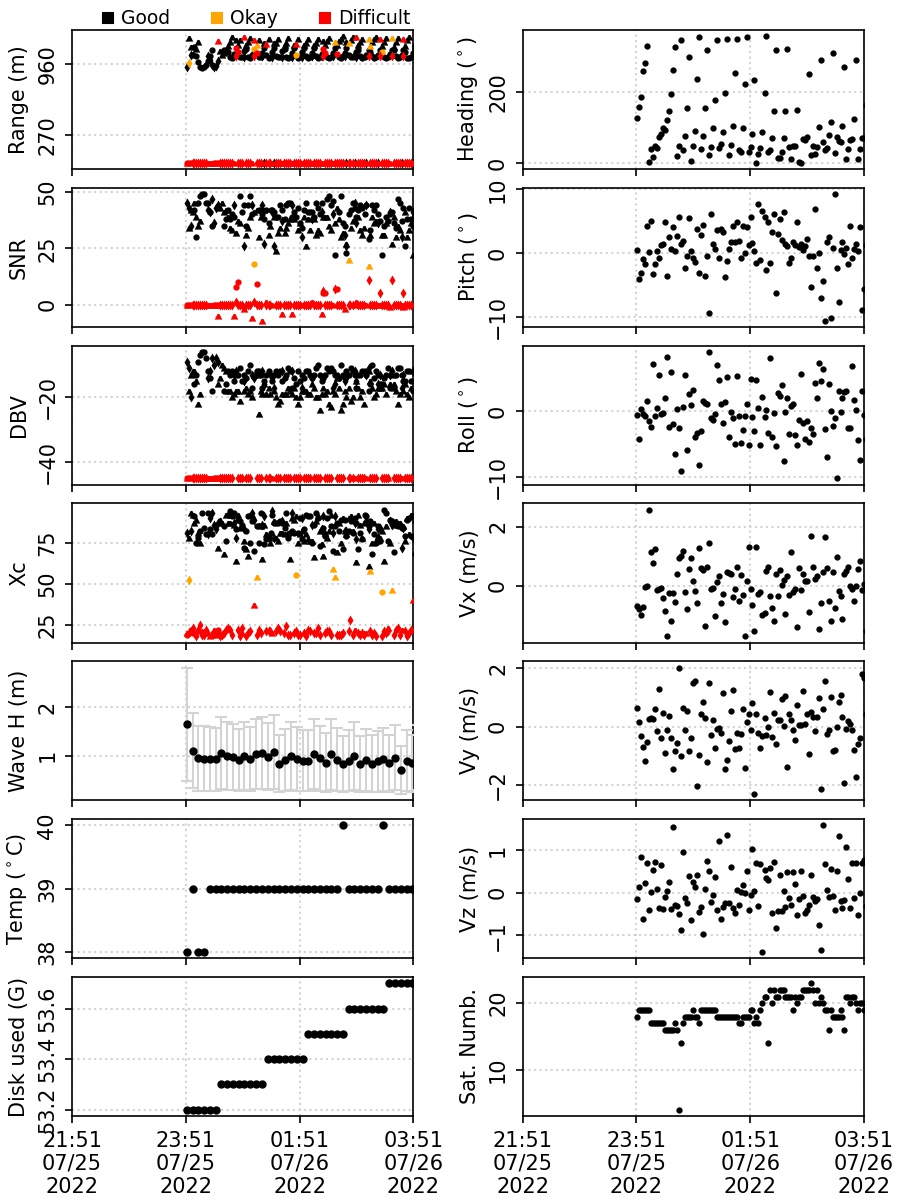 Good Okay Difficult
Range (m)
960
270
Heading (°)
200
0
SNR
50
25
0
Pitch (°)
10
0
−10
DBV
−20
−40
Roll (°)
0
−10
Xc
75
50
25
Vx (m/s)
2
0
Wave H (m)
2
1
Vy (m/s)
2
0
−2
Temp (°C)
40
39
38
Vz (m/s)
1
0
−1
Disk used (G)
53.6
53.4
53.2
Sat. Numb.
20
10
21:51 23:51 01:51 03:51
07/25 07/25 07/26 07/26
2022 2022 2022 2022
21:51 23:51 01:51 03:51
07/25 07/25 07/26 07/26
2022 2022 2022 2022